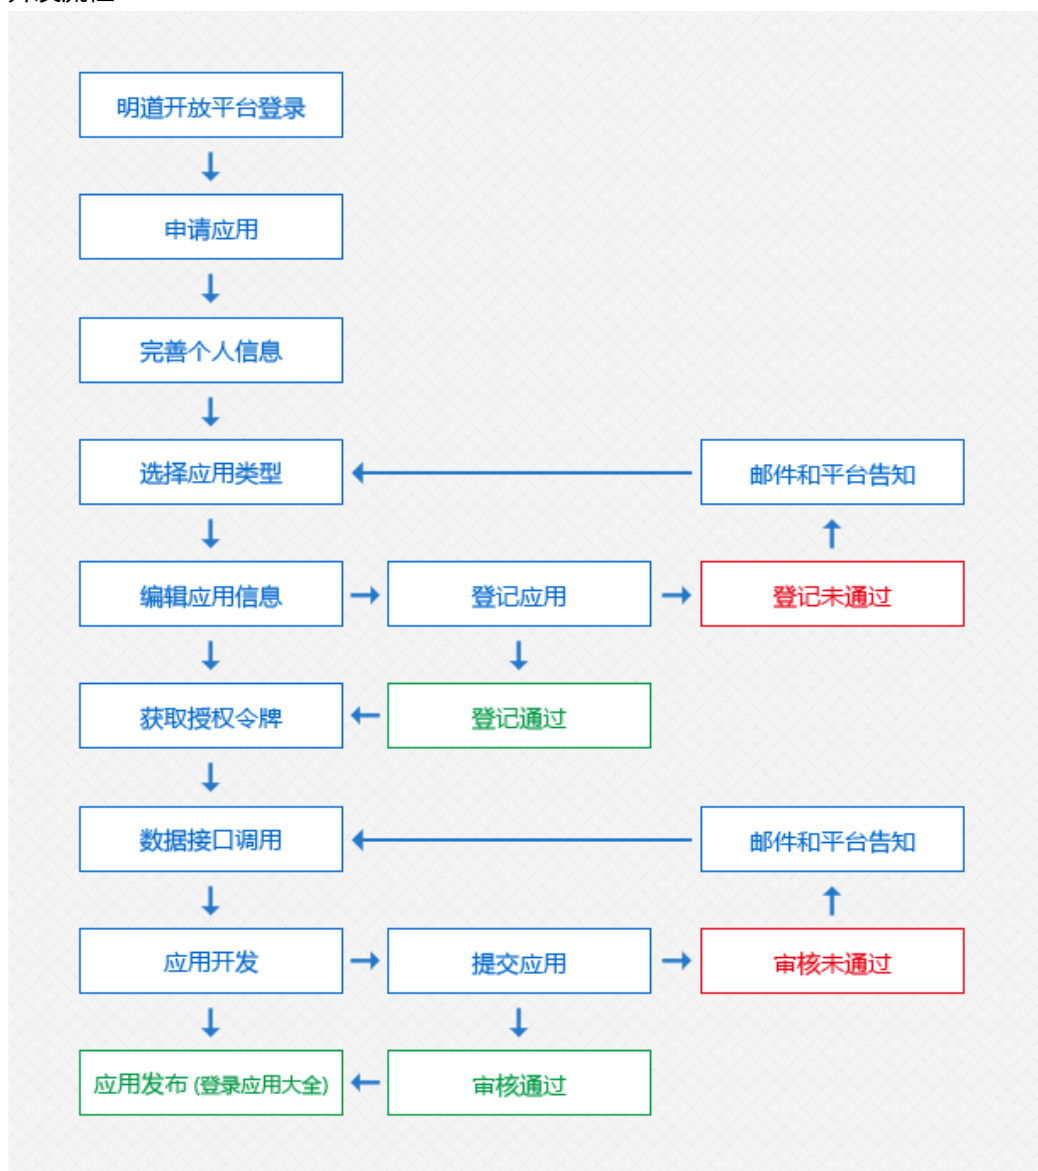 明道开放平台登录
申请应用
完善个人信息
选择应用类型
邮件和平台告知
编辑应用信息
登记应用
登记未通过
获取授权令牌
登记通过
数据接口调用
邮件和平台告知
应用开发
提交应用
审核未通过
应用发布 (登录应用大全)
审核通过